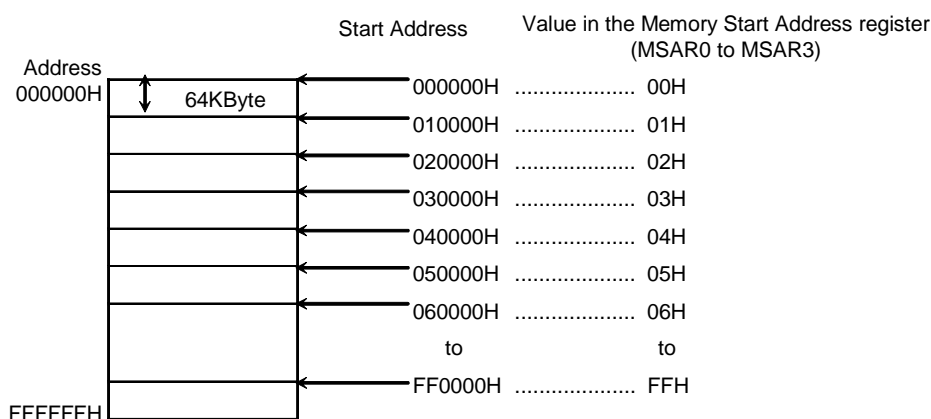 Start Address
Value in the Memory Start Address register
(MSAR0 to MSAR3)
Address
000000H
64KByte
000000H ..................... 00H
010000H ..................... 01H
020000H ..................... 02H
030000H ..................... 03H
040000H ..................... 04H
050000H ..................... 05H
060000H ..................... 06H
to to
FF0000H ..................... FFH
FFFFFFH